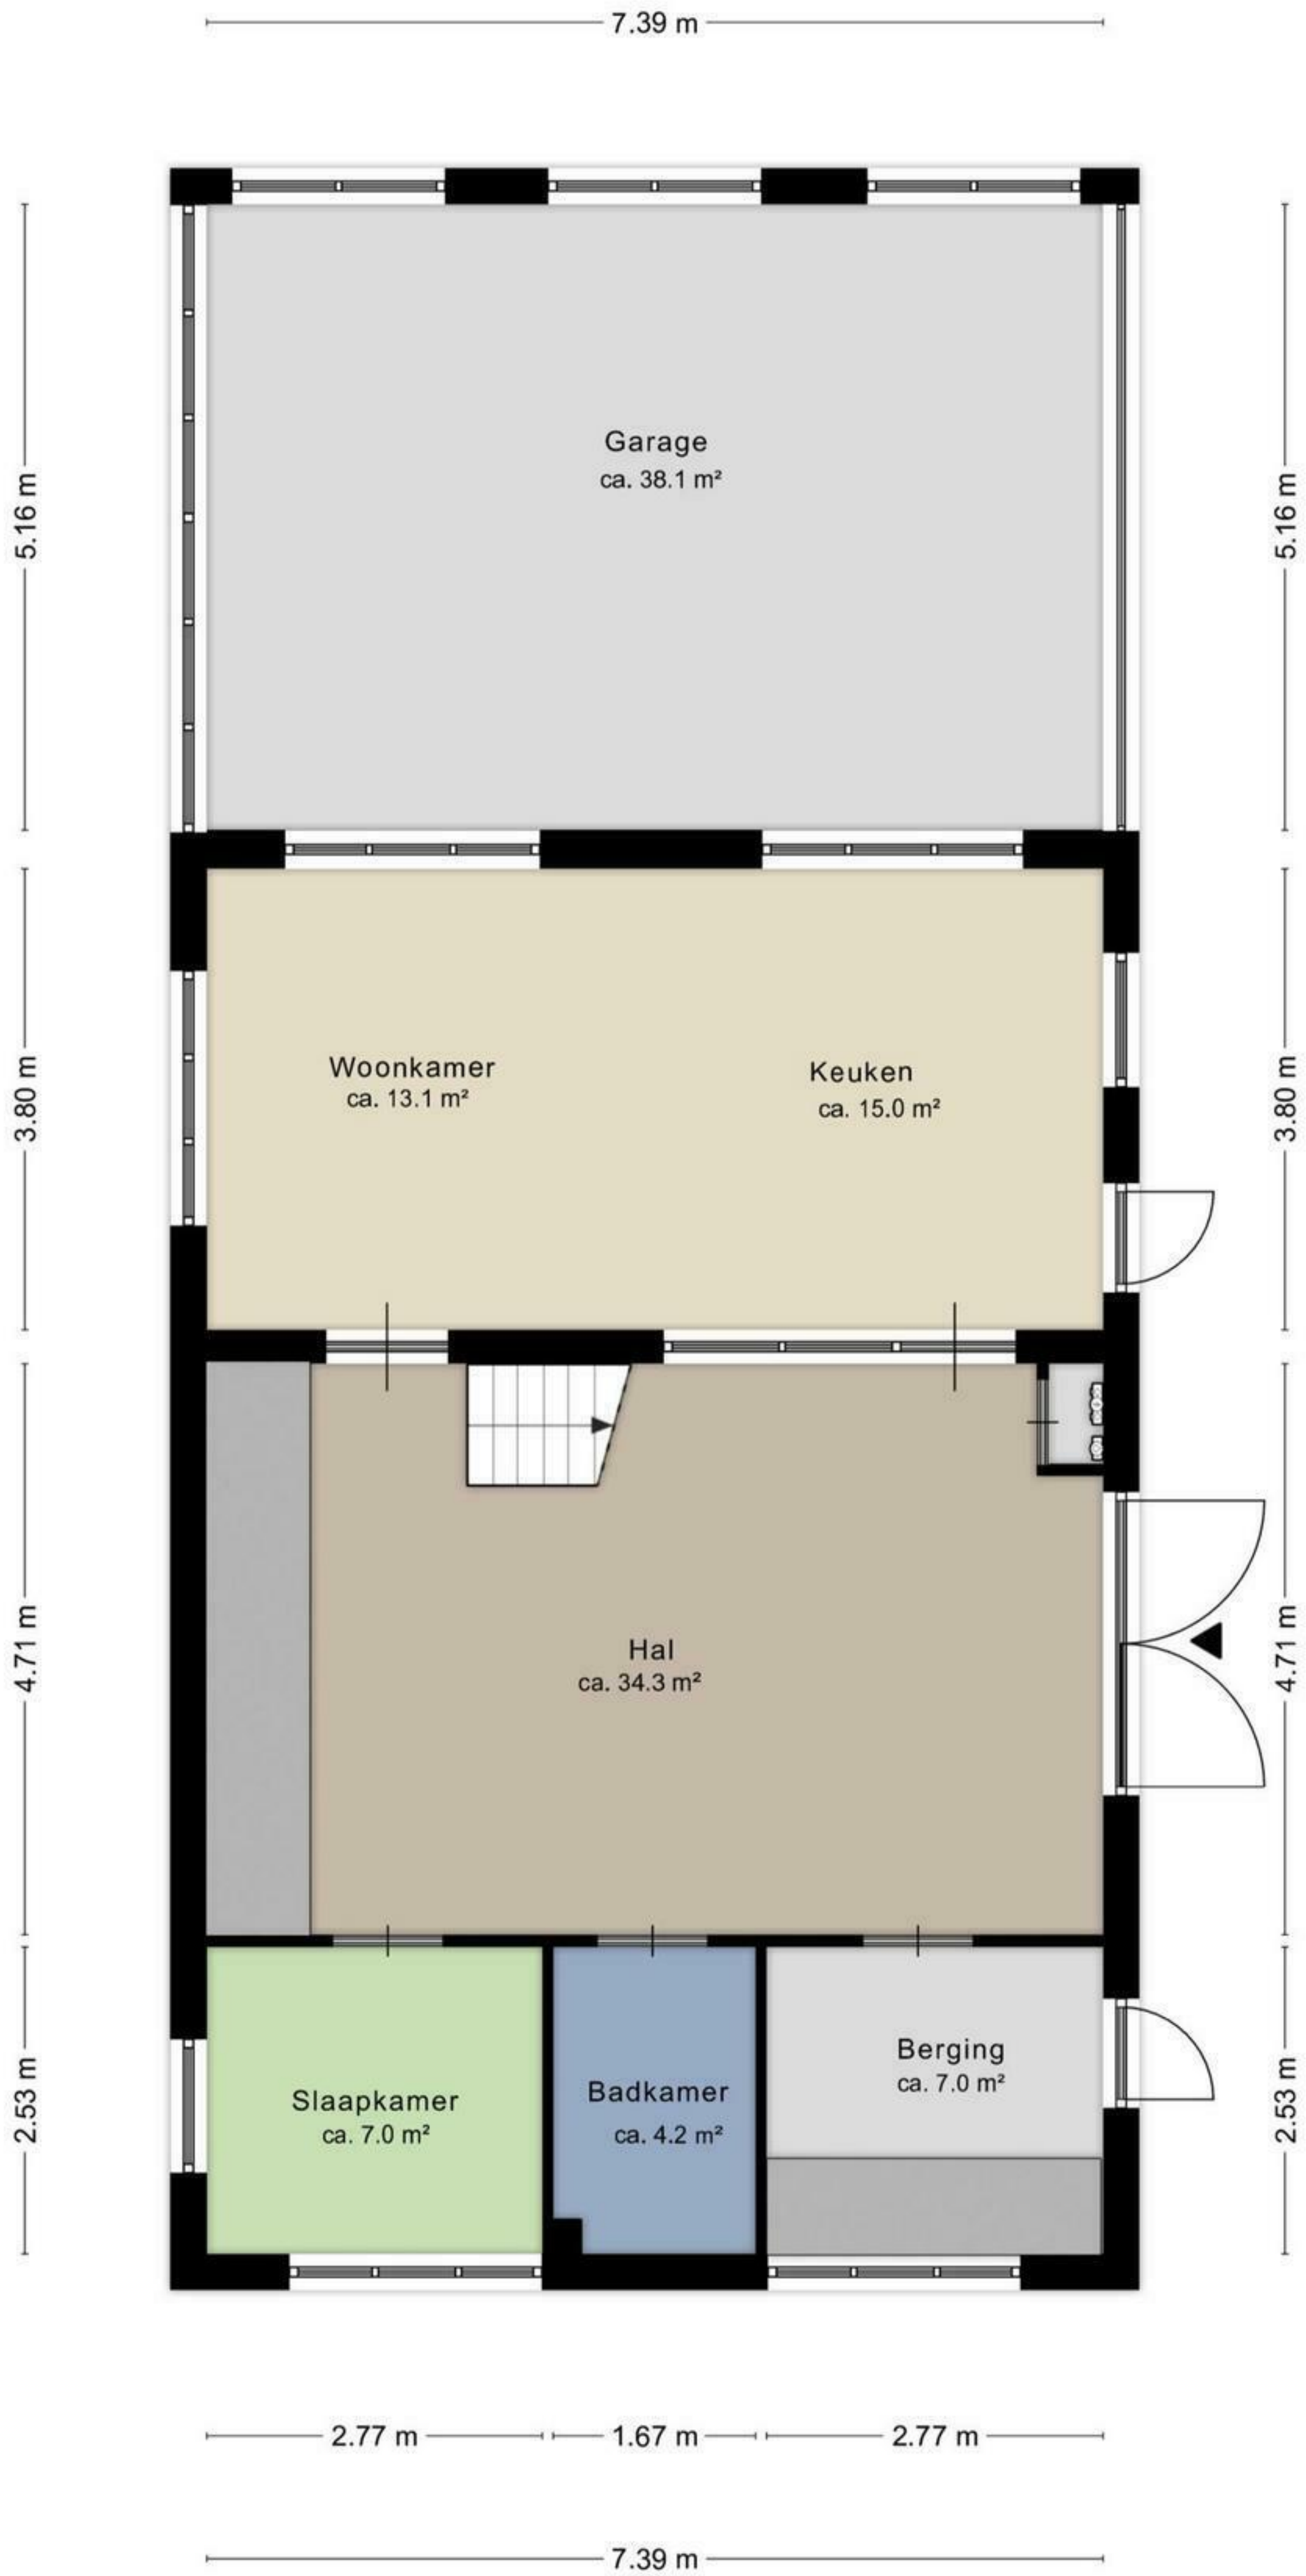 7.39 m
Garage
ca. 38.1 m²
5.16 m
5.16 m
Woonkamer
ca. 13.1 m²
Keuken
ca. 15.0 m²
3.80 m
3.80 m
Hal
ca. 34.3 m²
4.71 m
4.71 m
Slaapkamer
ca. 7.0 m²
Badkamer
ca. 4.2 m²
Berging
ca. 7.0 m²
2.53 m
2.53 m
2.77 m
1.67 m
2.77 m
7.39 m